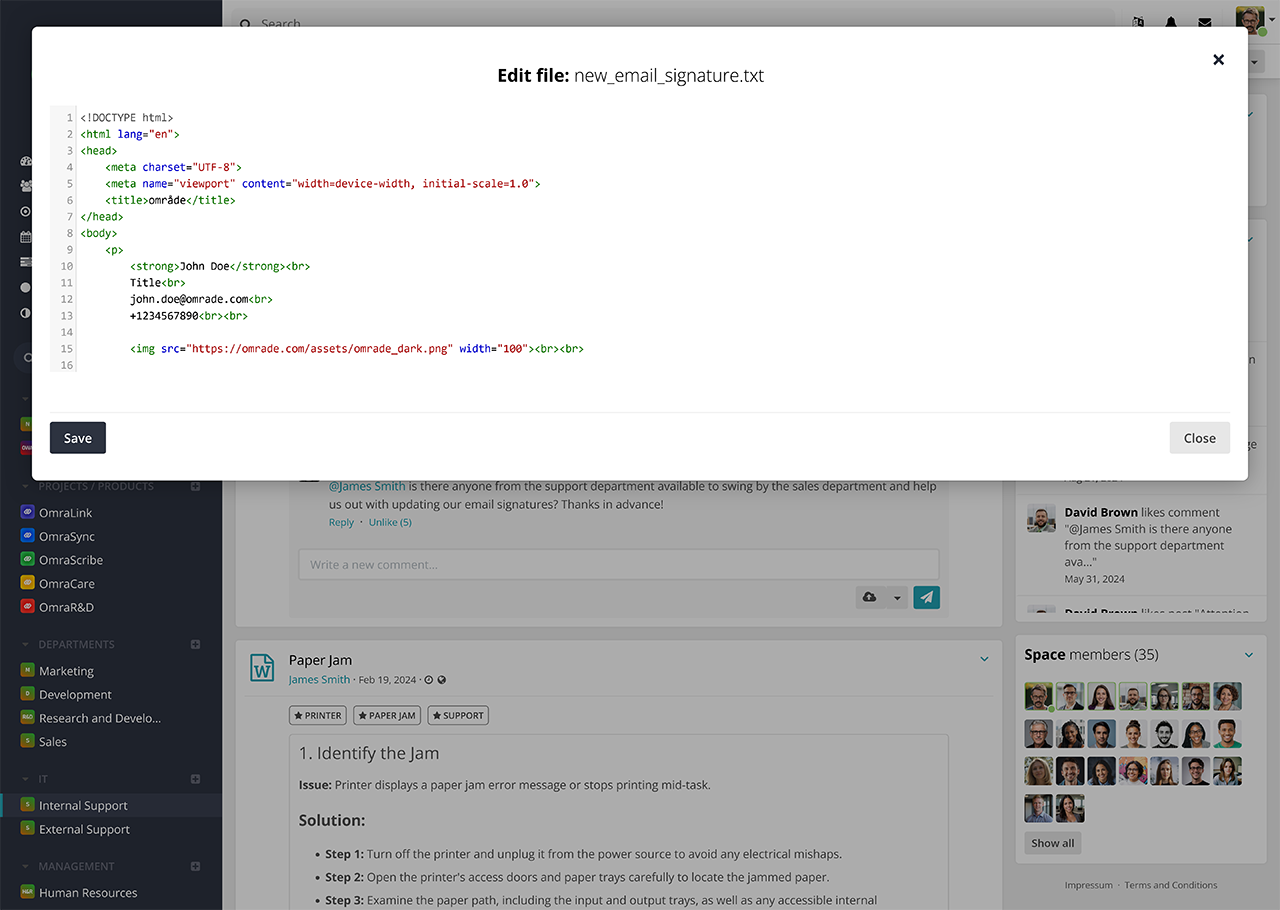 Search
Edit file: new_email_signature.txt
1 <!DOCTYPE html>
2 <html lang="en">
3 <head>
4 <meta charset="UTF-8">
5 <meta name="viewport" content="width=device-width, initial-scale=1.0">
6 <title>område</title>
7 </head>
8 <body>
9 <p>
10 <strong>John Doe</strong><br>
11 Title<br>
12 john.doe@omrade.com<br>
13 +1234567890<br><br>
14
15 <img src="https://omrade.com/assets/omrade_dark.png" width="100"><br><br>
16
Save
Close
PROJECTS / PRODUCTS
OmraLink
OmraSync
OmraScribe
OmraCare
OmraR&D
DEPARTMENTS
Marketing
Development
Research and Develo...
Sales
IT
Internal Support
External Support
MANAGEMENT
Human Resources
@James Smith is there anyone from the support department available to swing by the sales department and help
us out with updating our email signatures? Thanks in advance!
Reply · Unlike (5)
Write a new comment...
Paper Jam
James Smith · Feb 19, 2024 ·
PRINTER PAPER JAM SUPPORT
1. Identify the Jam
Issue: Printer displays a paper jam error message or stops printing mid-task.
Solution:
• Step 1: Turn off the printer and unplug it from the power source to avoid any electrical mishaps.
• Step 2: Open the printer's access doors and paper trays carefully to locate the jammed paper.
• Step 3: Examine the paper path, including the input and output trays, as well as any accessible internal
David Brown likes comment
"@James Smith is there anyone
from the support department
ava..."
May 31, 2024
David Brown likes post "Attention
Space members (35)
Show all
Impressum · Terms and Conditions